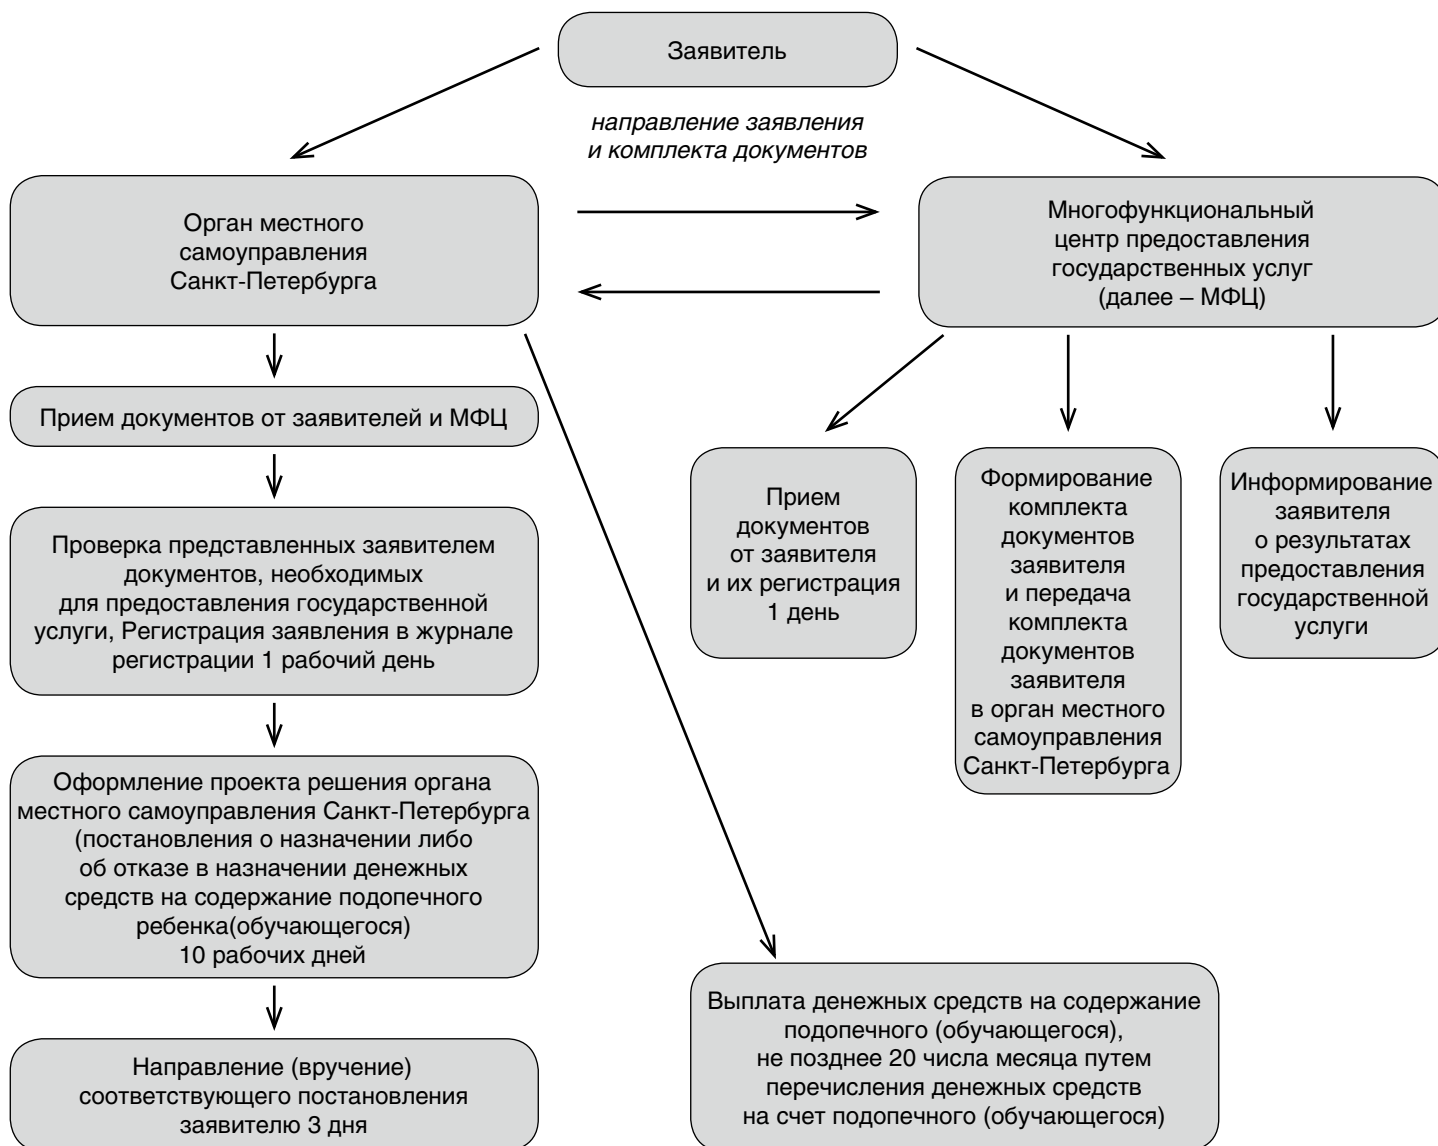 Заявитель
направление заявления
и комплекта документов
Орган местного
самоуправления
Санкт-Петербурга
Многофункциональный
центр предоставления
государственных услуг
(далее – МФЦ)
Прием документов от заявителей и МФЦ
Проверка представленных заявителем
документов, необходимых
для предоставления государственной
услуги, Регистрация заявления в журнале
регистрации 1 рабочий день
Оформление проекта решения органа
местного самоуправления Санкт-Петербурга
(постановления о назначении либо
об отказе в назначении денежных
средств на содержание подопечного
ребенка(обучающегося)
10 рабочих дней
Направление (вручение)
соответствующего постановления
заявителю 3 дня
Прием
документов
от заявителя
и их регистрация
1 день
Формирование
комплекта
документов
заявителя
и передача
комплекта
документов
заявителя
в орган местного
самоуправления
Санкт-Петербурга
Информирование
заявителя
о результатах
предоставления
государственной
услуги
Выплата денежных средств на содержание
подопечного (обучающегося),
не позднее 20 числа месяца путем
перечисления денежных средств
на счет подопечного (обучающегося)